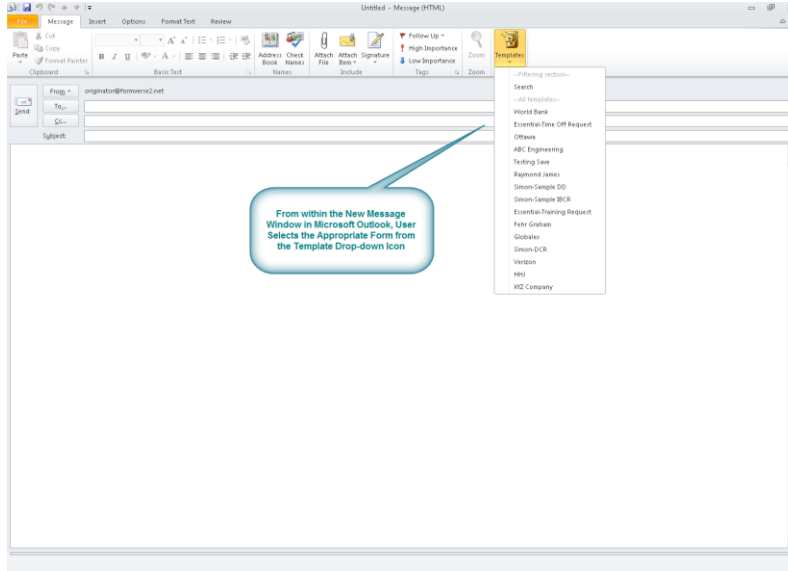 Untitled - Message (HTML)
File Message Insert Options Format Text Review
Paste
Cut
Copy
Format Painter
Clipboard
B I U
Basic Text
Address Book
Check Names
Names
Attach File
Attach Item
Signature
Include
Follow Up
High Importance
Low Importance
Tags
Zoom
Zoom
Templates
--Filtering section--
Search
--All templates--
World Bank
Essential-Time Off Request
Ottawa
ABC Engineering
Testing Save
Raymond James
Simon-Sample DD
Simon-Sample IBCR
Essential-Training Request
Fehr Graham
Globalex
Simon-DCR
Verizon
HHJ
XYZ Company
Send
From originator@formverse2.net
To...
Cc...
Subject:
From within the New Message
Window in Microsoft Outlook, User
Selects the Appropriate Form from
the Template Drop-down Icon